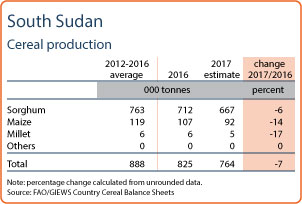 South Sudan
Cereal production
2012-2016 2017 change
average 2016 estimate 2017/2016
000 tonnes percent
Sorghum 763 712 667 -6
Maize 119 107 92 -14
Millet 6 6 5 -17
Others 0 0 0 0
Total 888 825 764 -7
Note: percentage change calculated from unrounded data.
Source: FAO/GIEWS Country Cereal Balance Sheets